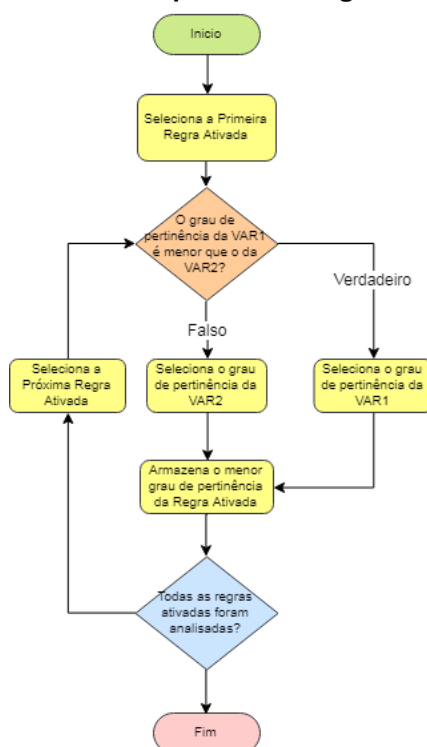 Inicio
Seleciona a Primeira
Regra Ativada
O grau de
pertinência da VAR1
é menor que o da
VAR2?
Verdadeiro
Falso
Seleciona a
Próxima Regra
Ativada
Seleciona o grau
de pertinência da
VAR2
Seleciona o grau
de pertinência da
VAR1
Armazena o menor
grau de pertinência
da Regra Ativada
Todas as regras
ativadas foram
analisadas?
Fim